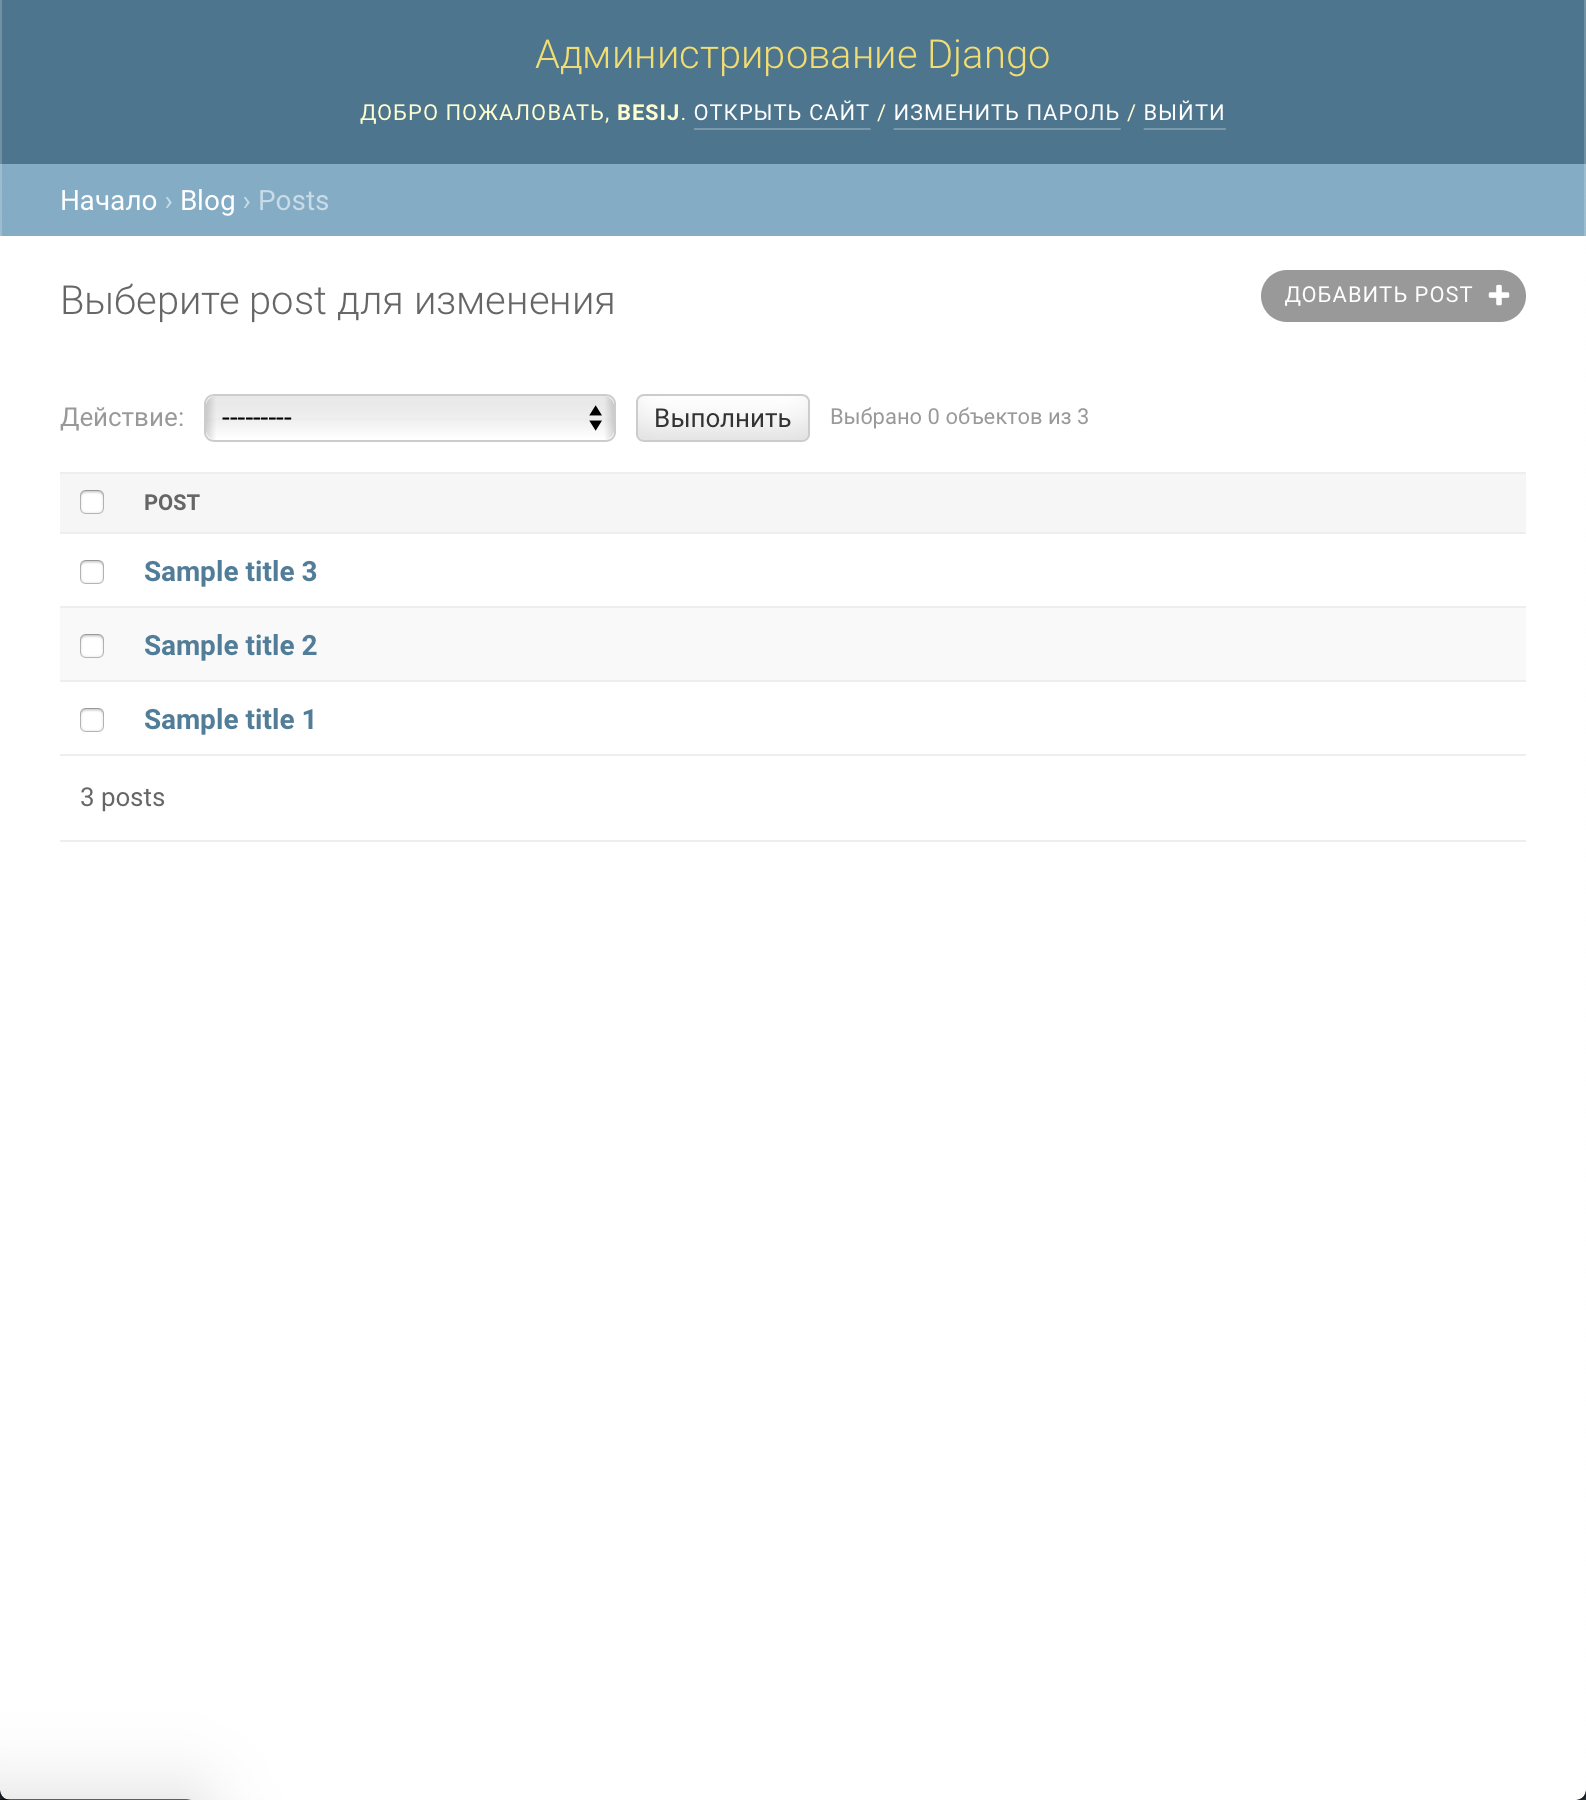 Администрирование Django
ДОБРО ПОЖАЛОВАТЬ, BESIJ. ОТКРЫТЬ САЙТ / ИЗМЕНИТЬ ПАРОЛЬ / ВЫЙТИ
Начало › Blog › Posts
Выберите post для изменения
ДОБАВИТЬ POST
Действие: --------- Выполнить Выбрано 0 объектов из 3
POST
Sample title 3
Sample title 2
Sample title 1
3 posts